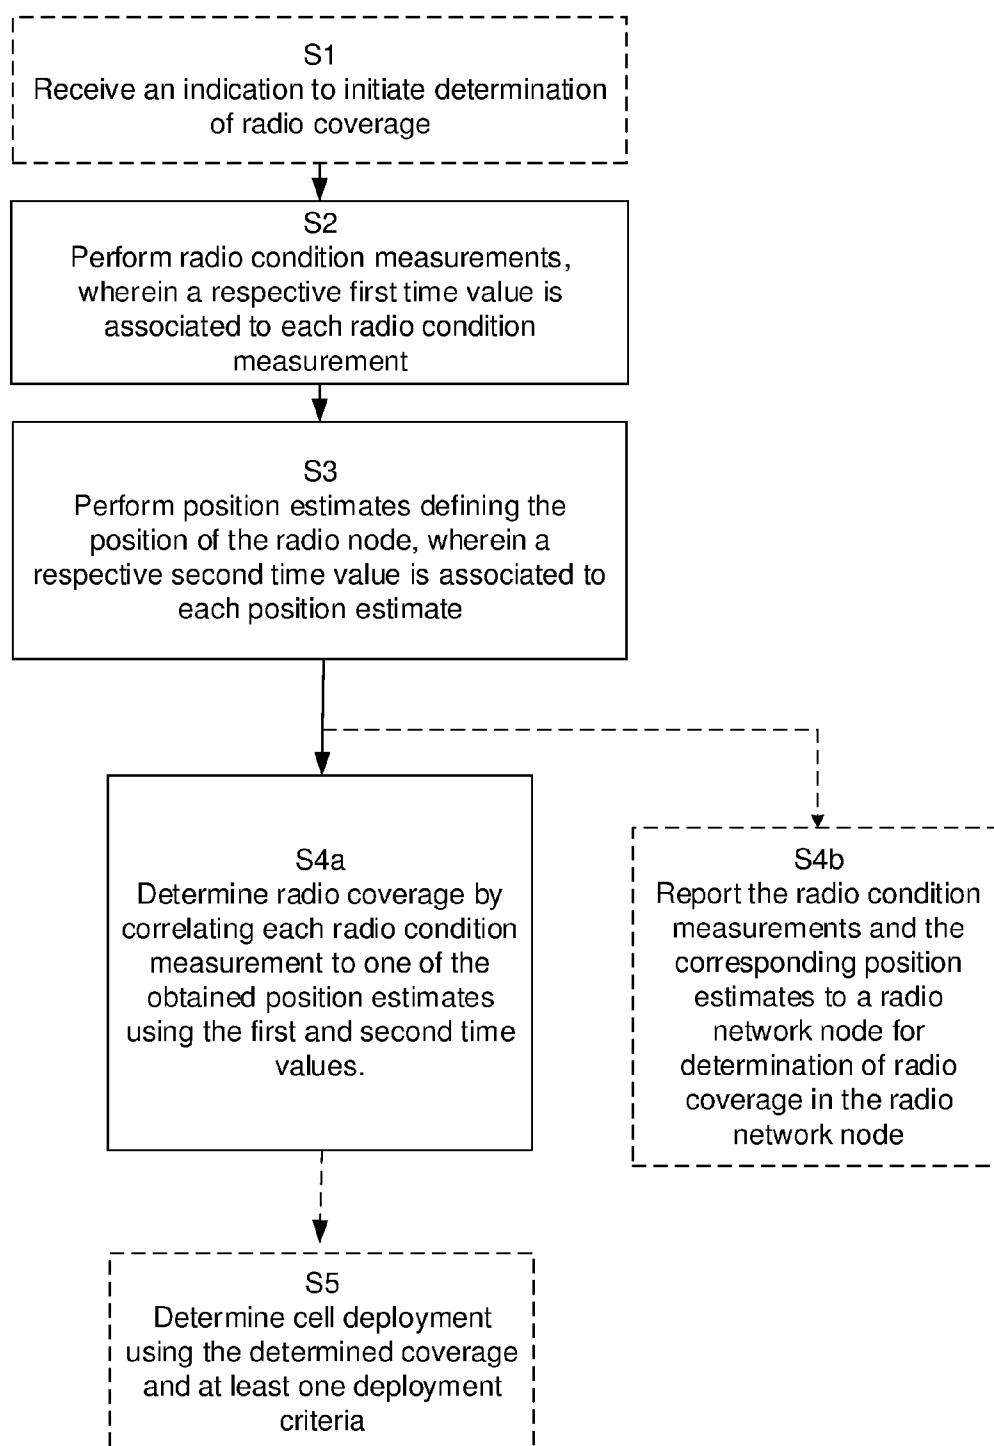 S1
Receive an indication to initiate determination
of radio coverage
S2
Perform radio condition measurements,
wherein a respective first time value is
associated to each radio condition
measurement
S3
Perform position estimates defining the
position of the radio node, wherein a
respective second time value is associated to
each position estimate
S4a
Determine radio coverage by
correlating each radio condition
measurement to one of the
obtained position estimates
using the first and second time
values.
S4b
Report the radio condition
measurements and the
corresponding position
estimates to a radio
network node for
determination of radio
coverage in the radio
network node
S5
Determine cell deployment
using the determined coverage
and at least one deployment
criteria